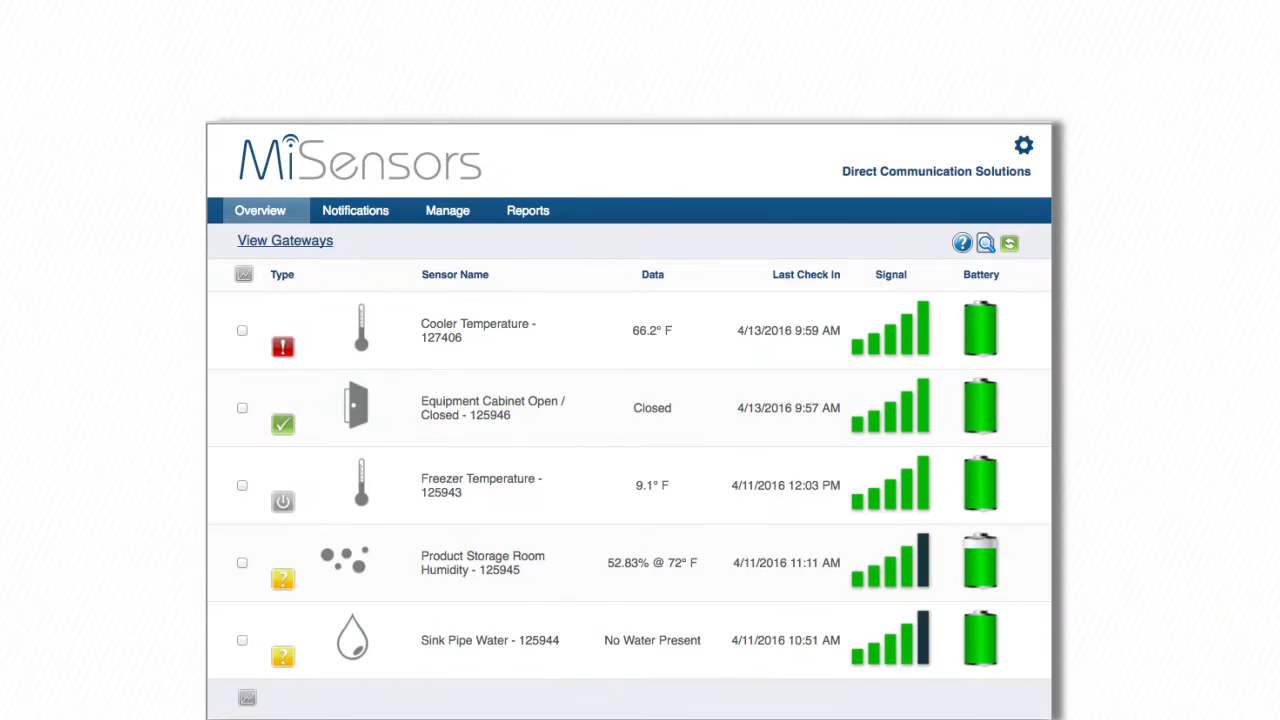 MiSensors
Direct Communication Solutions
Overview Notifications Manage Reports
View Gateways
Type Sensor Name Data Last Check In Signal Battery
Cooler Temperature -
127406
66.2° F
4/13/2016 9:59 AM
Equipment Cabinet Open /
Closed - 125946
Closed
4/13/2016 9:57 AM
Freezer Temperature -
125943
9.1° F
4/11/2016 12:03 PM
Product Storage Room
Humidity - 125945
52.83% @ 72° F
4/11/2016 11:11 AM
Sink Pipe Water - 125944
No Water Present
4/11/2016 10:51 AM